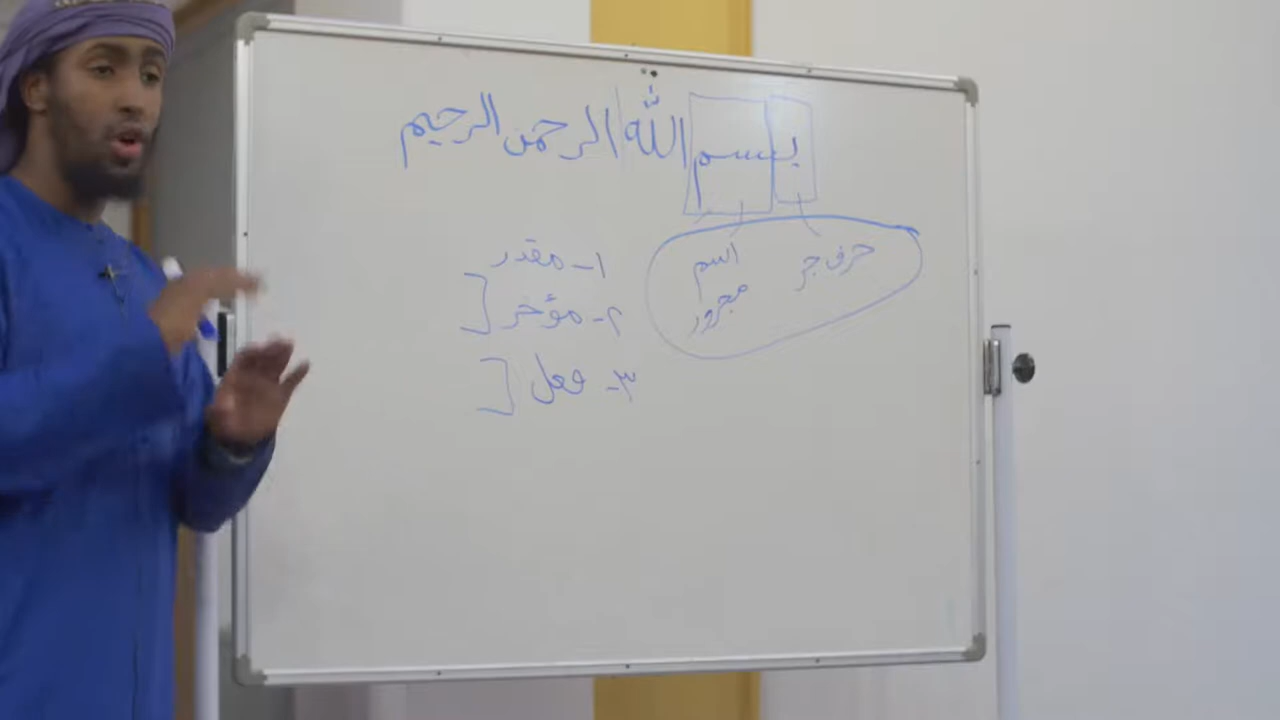 بسم الله الرحمن الرحيم
حرف جر
اسم مجرور
١- مقدر
٢- مؤخر
٣- فعل